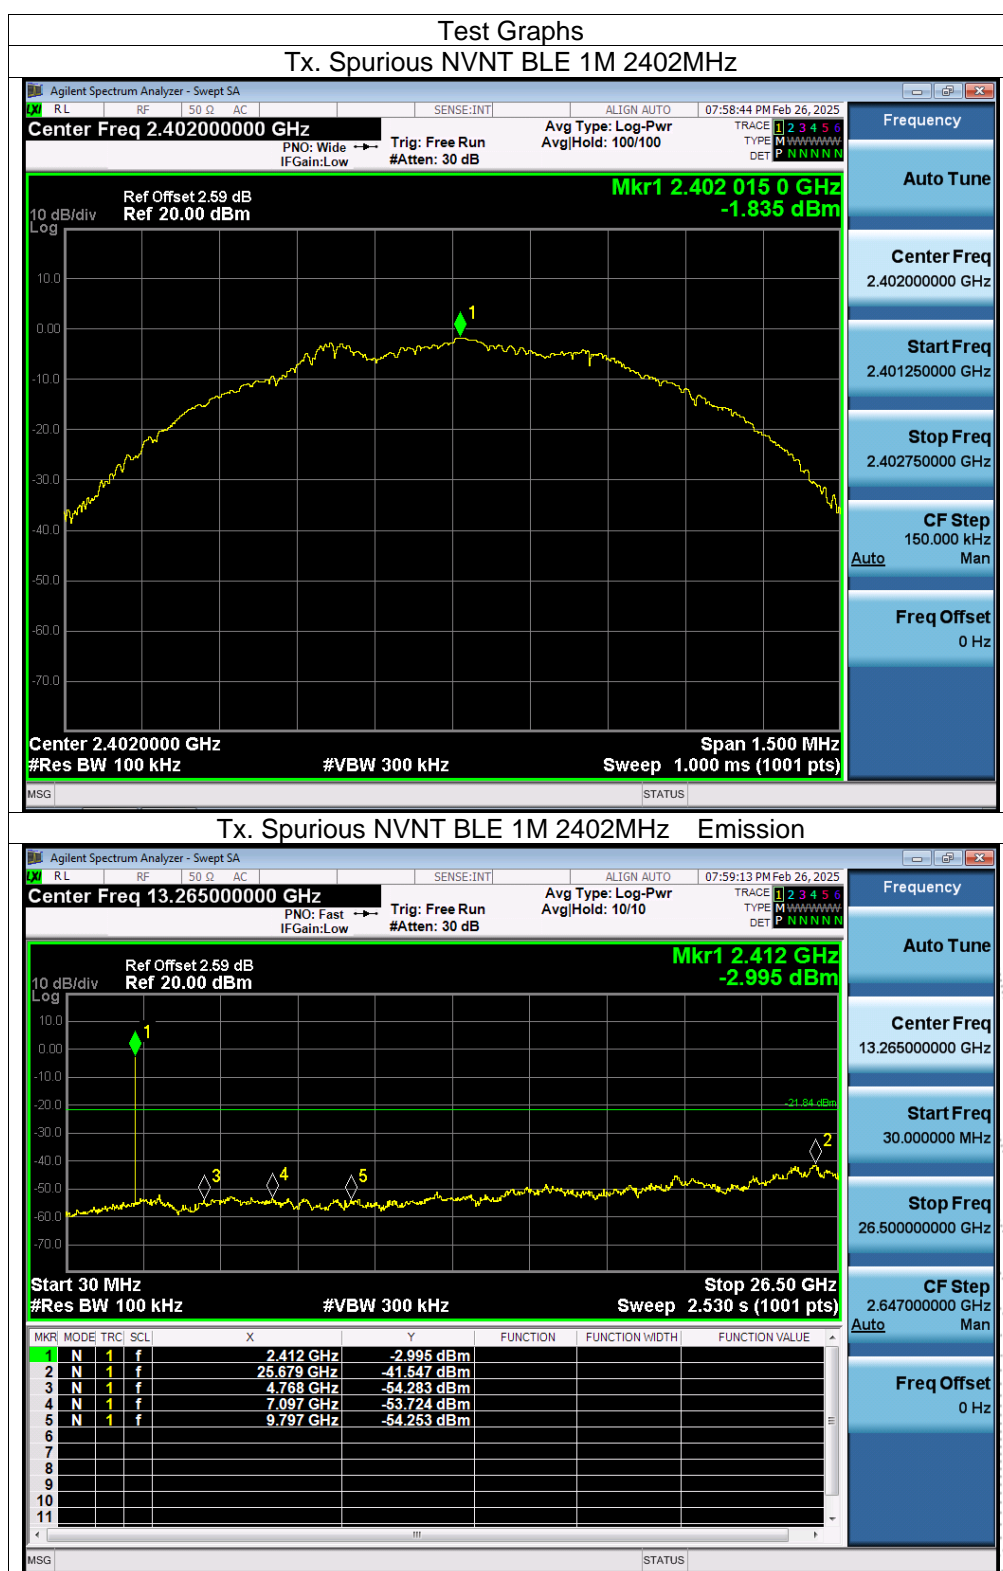 Test Graphs
Tx. Spurious NVNT BLE 1M 2402MHz
Agilent Spectrum Analyzer - Swept SA
LXI RL RF 50 Ω AC SENSE:INT ALIGN AUTO 07:58:44 PM Feb 26, 2025
Center Freq 2.402000000 GHz
PNO: Wide
IFGain:Low
Trig: Free Run
#Atten: 30 dB
Avg Type: Log-Pwr
Avg|Hold: 100/100
TRACE 1 2 3 4 5 6
TYPE M WWWWW
DET P N N N N N
Mkr1 2.402 015 0 GHz
-1.835 dBm
Ref Offset 2.59 dB
10 dB/div Ref 20.00 dBm
Log
1
10.0
0.00
-10.0
-20.0
-30.0
-40.0
-50.0
-60.0
-70.0
Center 2.4020000 GHz Span 1.500 MHz
#Res BW 100 kHz #VBW 300 kHz Sweep 1.000 ms (1001 pts)
MSG STATUS
Frequency
Auto Tune
Center Freq
2.402000000 GHz
Start Freq
2.401250000 GHz
Stop Freq
2.402750000 GHz
CF Step
150.000 kHz
Auto Man
Freq Offset
0 Hz
Tx. Spurious NVNT BLE 1M 2402MHz Emission
Agilent Spectrum Analyzer - Swept SA
LXI RL RF 50 Ω AC SENSE:INT ALIGN AUTO 07:59:13 PM Feb 26, 2025
Center Freq 13.265000000 GHz
PNO: Fast
IFGain:Low
Trig: Free Run
#Atten: 30 dB
Avg Type: Log-Pwr
Avg|Hold: 10/10
TRACE 1 2 3 4 5 6
TYPE M WWWWW
DET P N N N N N
Mkr1 2.412 GHz
-2.995 dBm
Ref Offset 2.59 dB
10 dB/div Ref 20.00 dBm
Log
10.0
0.00
-10.0
-20.0
-30.0
-40.0
-50.0
-60.0
-70.0
1
-21.84 dBm
2
3
4
5
Start 30 MHz Stop 26.50 GHz
#Res BW 100 kHz #VBW 300 kHz Sweep 2.530 s (1001 pts)
MKR MODE TRC SCL X Y FUNCTION FUNCTION WIDTH FUNCTION VALUE
1 N 1 f 2.412 GHz -2.995 dBm
2 N 1 f 25.679 GHz -41.547 dBm
3 N 1 f 4.768 GHz -54.283 dBm
4 N 1 f 7.097 GHz -53.724 dBm
5 N 1 f 9.797 GHz -54.253 dBm
6
7
8
9
10
11
MSG STATUS
Frequency
Auto Tune
Center Freq
13.265000000 GHz
Start Freq
30.000000 MHz
Stop Freq
26.500000000 GHz
CF Step
2.647000000 GHz
Auto Man
Freq Offset
0 Hz